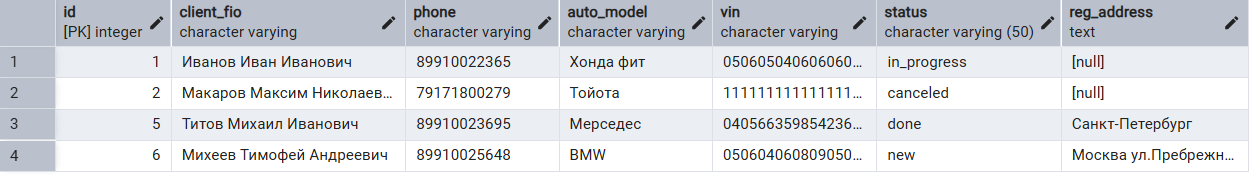 id client_fio phone auto_model vin status reg_address
[PK] integer character varying character varying character varying character varying character varying (50) text
1 1 Иванов Иван Иванович 89910022365 Хонда фит 050605040606060... in_progress [null]
2 2 Макаров Максим Николаев... 79171800279 Тойота 111111111111111... canceled [null]
3 5 Титов Михаил Иванович 89910023695 Мерседес 040566359854236... done Санкт-Петербург
4 6 Михеев Тимофей Андреевич 89910025648 BMW 050604060809050... new Москва ул.Пребрежн...